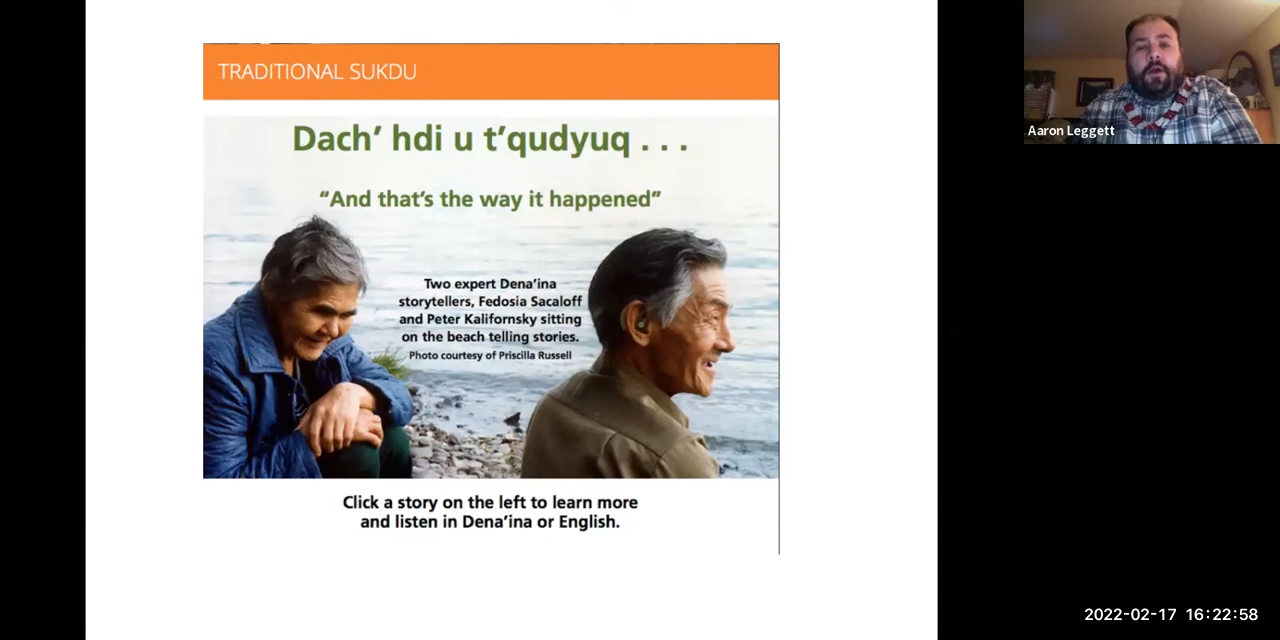 TRADITIONAL SUKDU
Dach’ hdi u t’qudyuq . . .
“And that’s the way it happened”
Two expert Dena’ina
storytellers, Fedosia Sacaloff
and Peter Kalifornsky sitting
on the beach telling stories.
Photo courtesy of Priscilla Russell
Click a story on the left to learn more
and listen in Dena’ina or English.
Aaron Leggett
2022-02-17 16:22:58